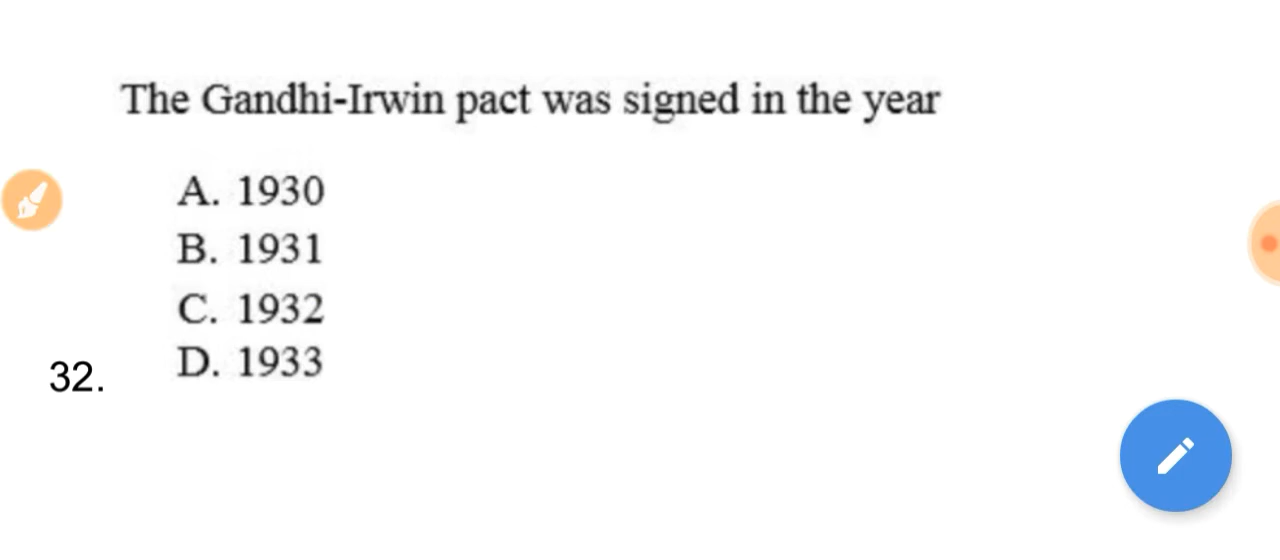 The Gandhi-Irwin pact was signed in the year
A. 1930
B. 1931
C. 1932
D. 1933
32.